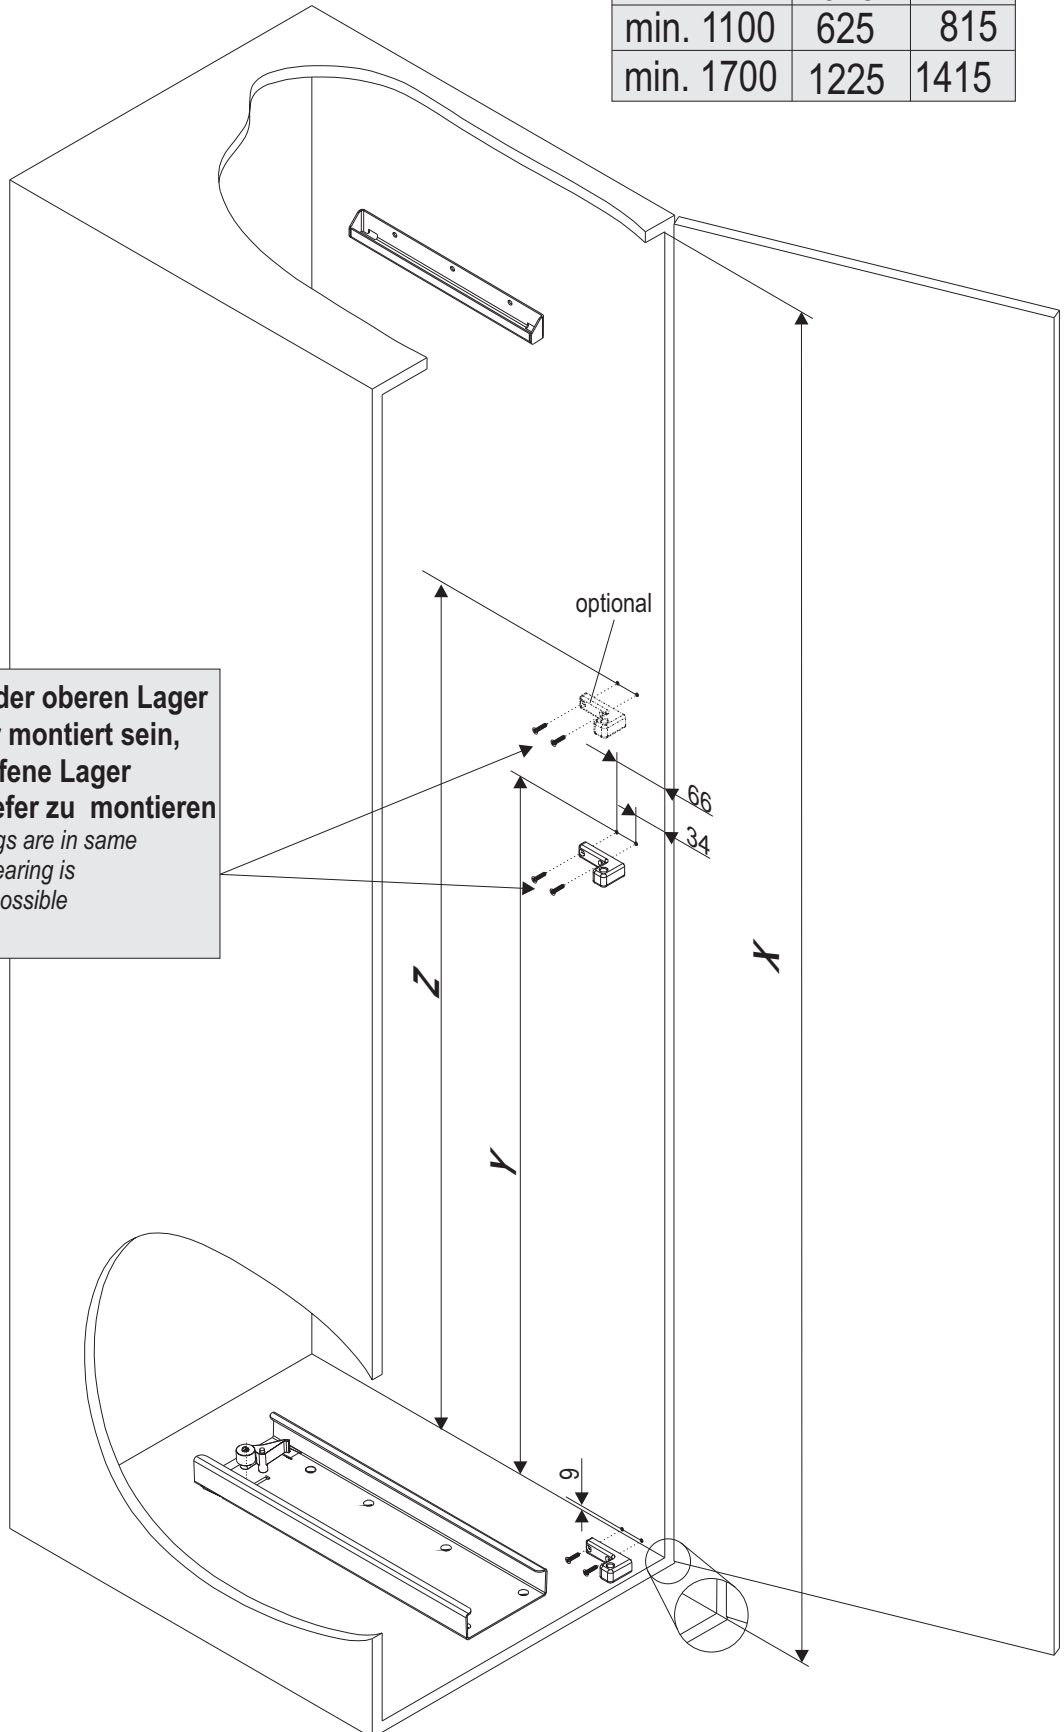 min. 1100 625 815
min. 1700 1225 1415
optional
der oberen Lager
montiert sein,
fene Lager
efer zu montieren
gs are in same
earing is
ossible
66
34
X
Z
Y
9